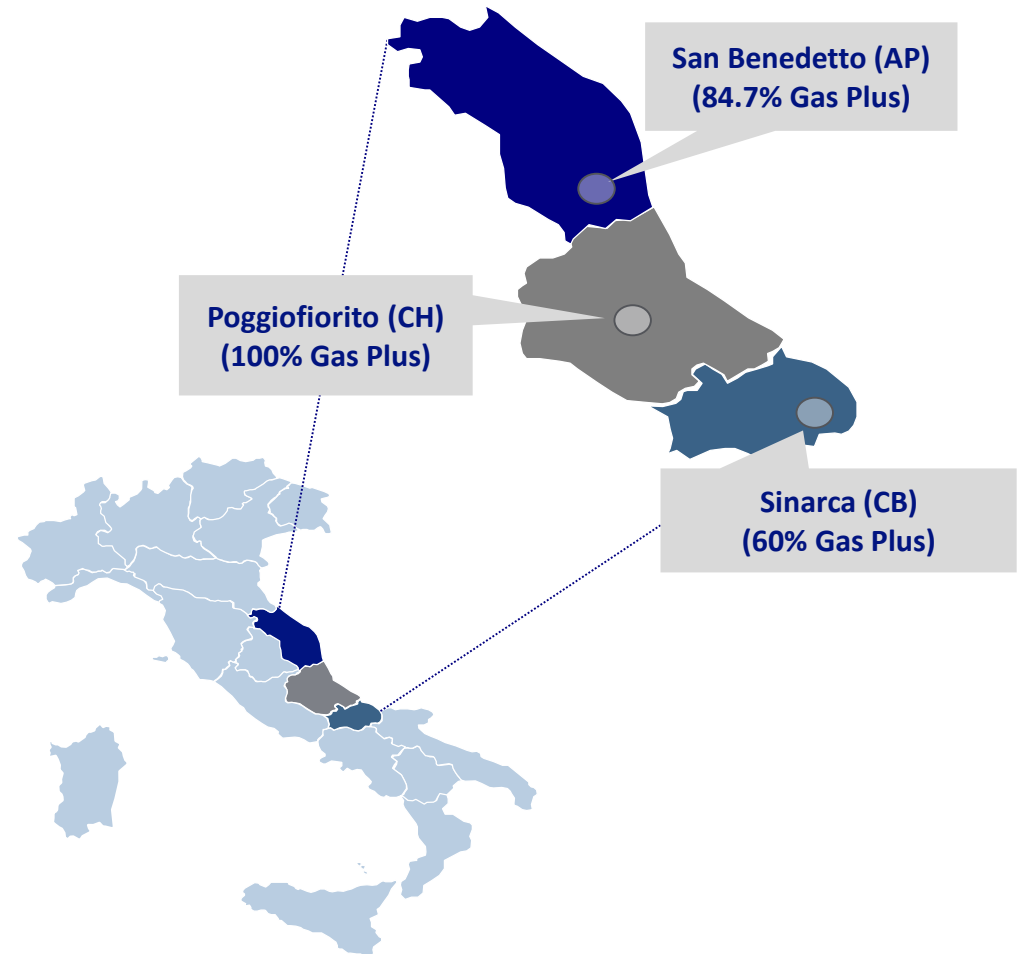 San Benedetto (AP)
(84.7% Gas Plus)
Poggiofiorito (CH)
(100% Gas Plus)
Sinarca (CB)
(60% Gas Plus)